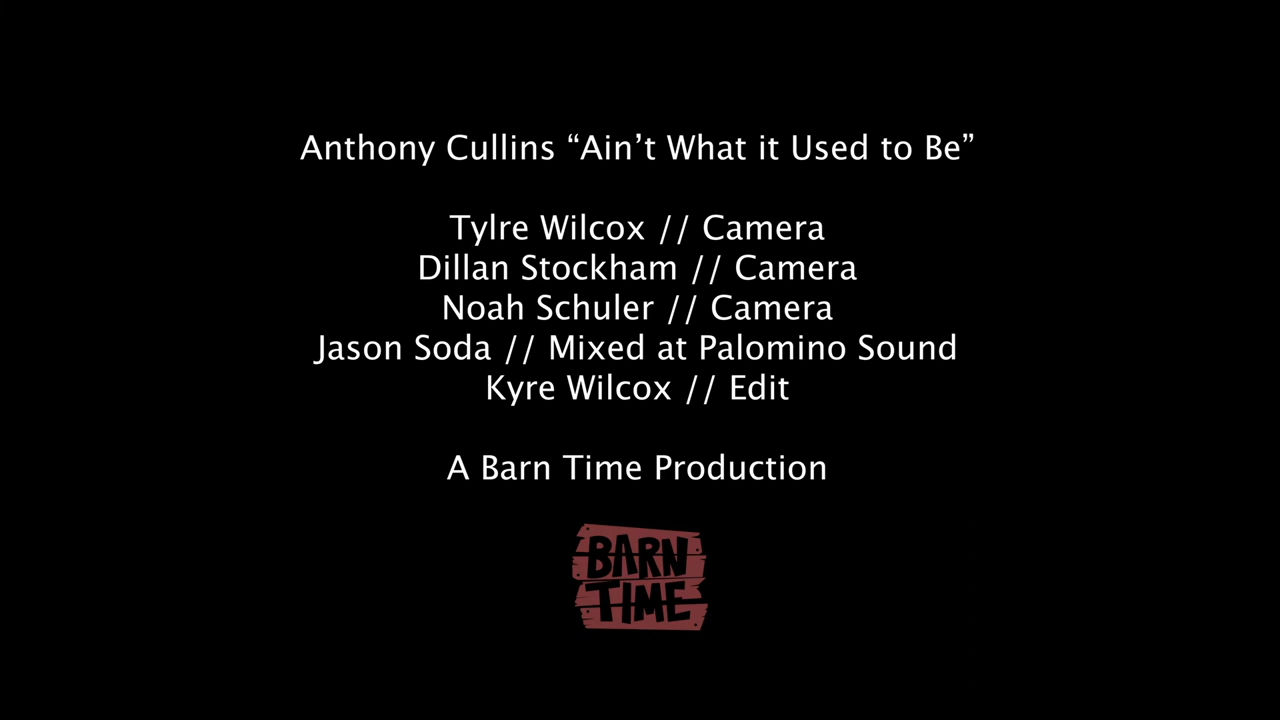 Anthony Cullins “Ain’t What it Used to Be”
Tylre Wilcox // Camera
Dillan Stockham // Camera
Noah Schuler // Camera
Jason Soda // Mixed at Palomino Sound
Kyre Wilcox // Edit
A Barn Time Production
BARN
TIME